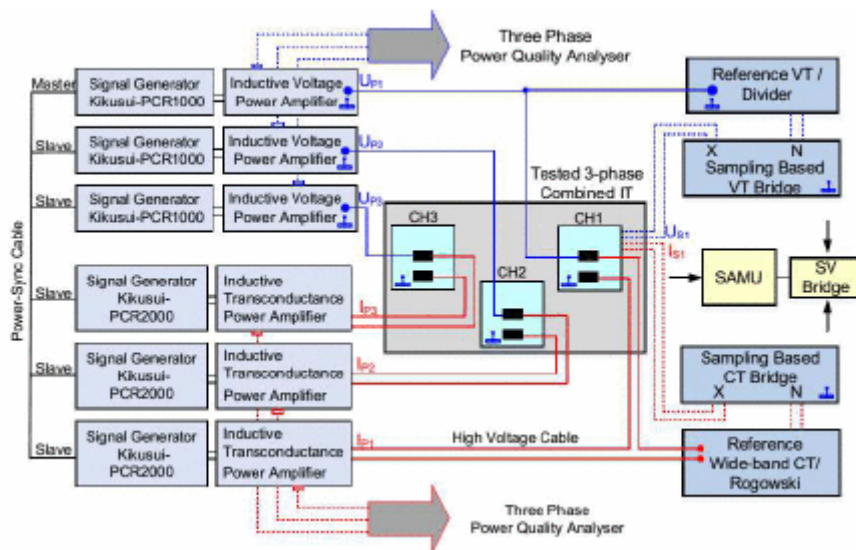 Three Phase
Power Quality Analyser
Master
Signal Generator
Kikusui-PCR1000
Inductive Voltage
Power Amplifier
UP1
Reference VT /
Divider
Slave
Signal Generator
Kikusui-PCR1000
Inductive Voltage
Power Amplifier
UP2
X
N
Sampling Based
VT Bridge
Slave
Signal Generator
Kikusui-PCR1000
Inductive Voltage
Power Amplifier
UP3
Tested 3-phase
Combined IT
CH3
CH1
CH2
US1
IS1
SAMU
SV
Bridge
Power-Sync Cable
Slave
Signal Generator
Kikusui-
PCR2000
Inductive
Transconductance
Power Amplifier
IP3
Slave
Signal Generator
Kikusui-
PCR2000
Inductive
Transconductance
Power Amplifier
IP2
Sampling Based
CT Bridge
X
N
Slave
Signal Generator
Kikusui-
PCR2000
Inductive
Transconductance
Power Amplifier
IP1
High Voltage Cable
Reference
Wide-band CT/
Rogowski
Three Phase
Power Quality Analyser